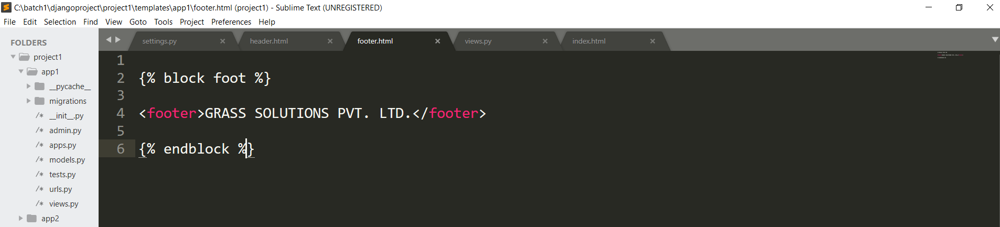 C:\batch1\djangoproject\project1\templates\app1\footer.html (project1) - Sublime Text (UNREGISTERED)
File Edit Selection Find View Goto Tools Project Preferences Help
FOLDERS
project1
app1
__pycache__
migrations
/* __init__.py
/* admin.py
/* apps.py
/* models.py
/* tests.py
/* urls.py
/* views.py
app2
settings.py header.html footer.html views.py index.html
1
2 {% block foot %}
3
4 <footer>GRASS SOLUTIONS PVT. LTD.</footer>
5
6 {% endblock %}